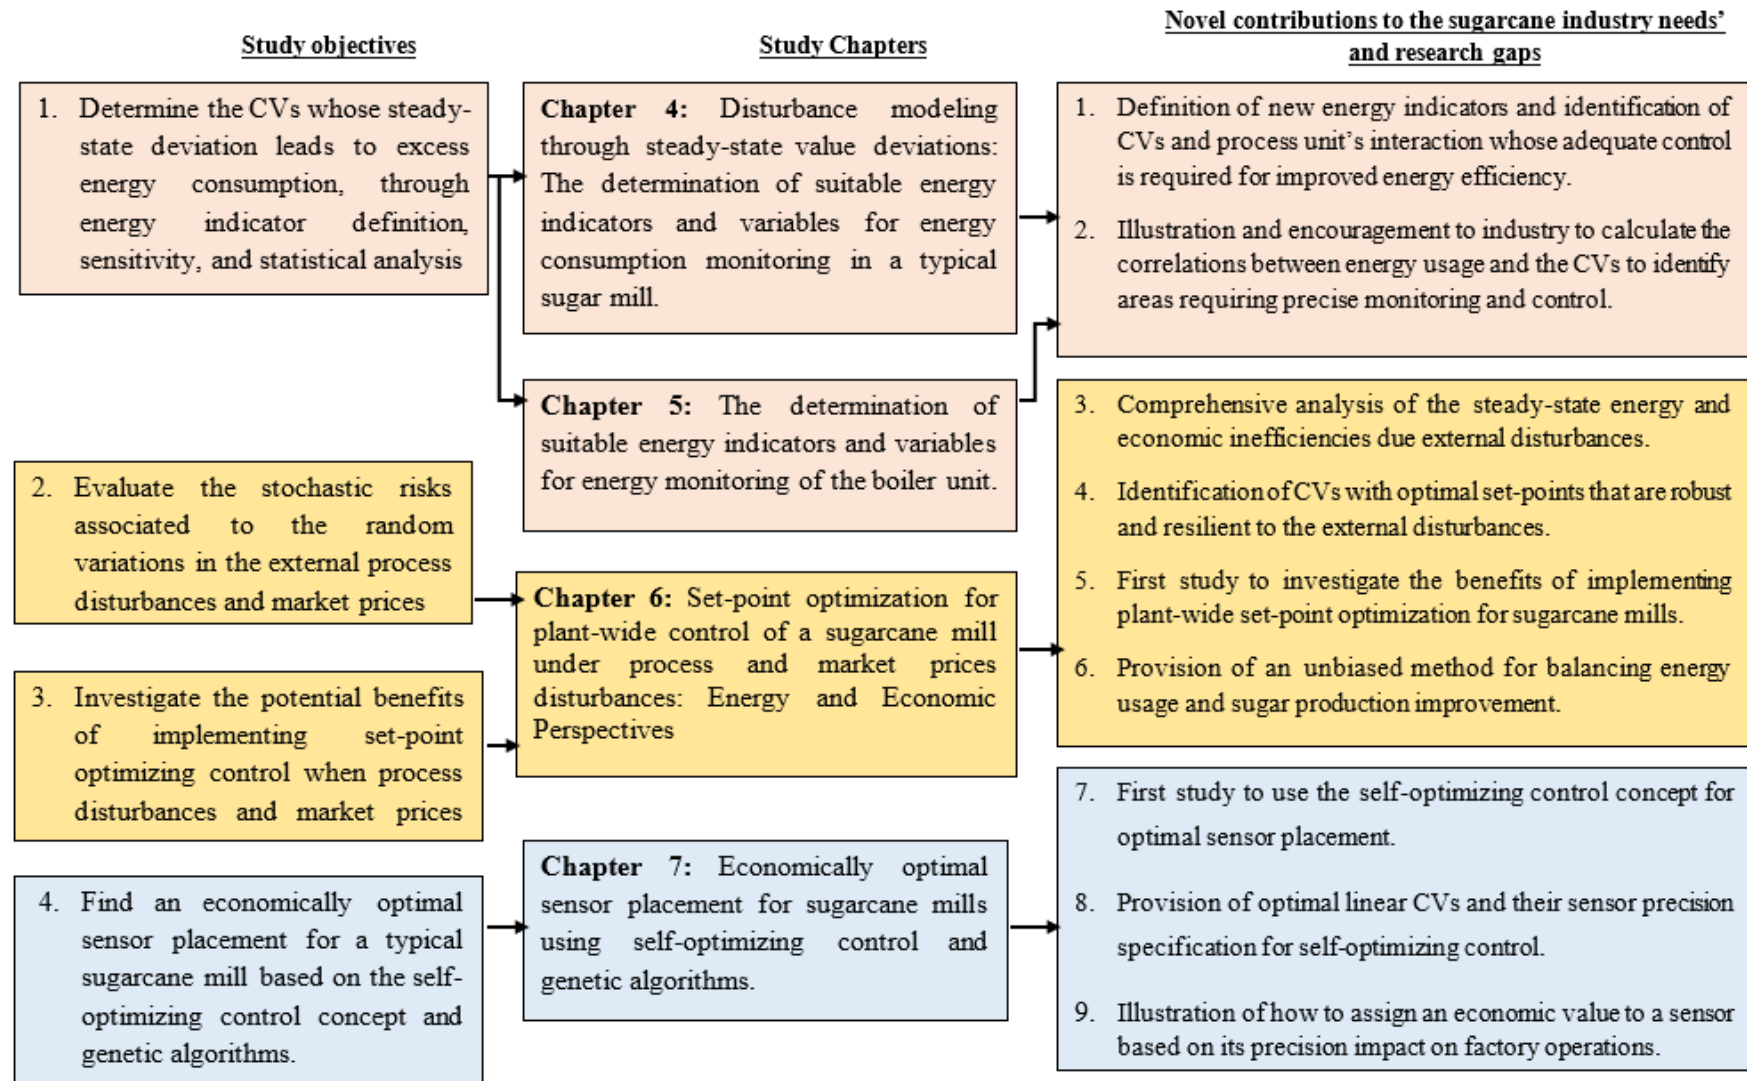 Study objectives
1. Determine the CVs whose steady-
state deviation leads to excess
energy consumption, through
energy indicator definition,
sensitivity, and statistical analysis
2. Evaluate the stochastic risks
associated to the random
variations in the external process
disturbances and market prices
3. Investigate the potential benefits
of implementing set-point
optimizing control when process
disturbances and market prices
4. Find an economically optimal
sensor placement for a typical
sugarcane mill based on the self-
optimizing control concept and
genetic algorithms.
Study Chapters
Chapter 4: Disturbance modeling
through steady-state value deviations:
The determination of suitable energy
indicators and variables for energy
consumption monitoring in a typical
sugar mill.
Chapter 5: The determination of
suitable energy indicators and variables
for energy monitoring of the boiler unit.
Chapter 6: Set-point optimization for
plant-wide control of a sugarcane mill
under process and market prices
disturbances: Energy and Economic
Perspectives
Chapter 7: Economically optimal
sensor placement for sugarcane mills
using self-optimizing control and
genetic algorithms.
Novel contributions to the sugarcane industry needs’
and research gaps
1. Definition of new energy indicators and identification of
CVs and process unit’s interaction whose adequate control
is required for improved energy efficiency.
2. Illustration and encouragement to industry to calculate the
correlations between energy usage and the CVs to identify
areas requiring precise monitoring and control.
3. Comprehensive analysis of the steady-state energy and
economic inefficiencies due external disturbances.
4. Identification of CVs with optimal set-points that are robust
and resilient to the external disturbances.
5. First study to investigate the benefits of implementing
plant-wide set-point optimization for sugarcane mills.
6. Provision of an unbiased method for balancing energy
usage and sugar production improvement.
7. First study to use the self-optimizing control concept for
optimal sensor placement.
8. Provision of optimal linear CVs and their sensor precision
specification for self-optimizing control.
9. Illustration of how to assign an economic value to a sensor
based on its precision impact on factory operations.